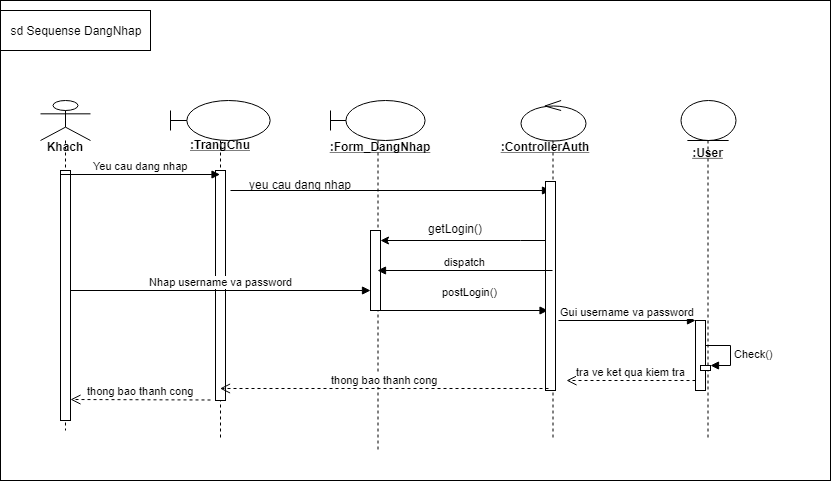 sd Sequense DangNhap
Khach
:TrangChu
:Form_DangNhap
:ControllerAuth
:User
Yeu cau dang nhap
yeu cau dang nhap
getLogin()
dispatch
Nhap username va password
postLogin()
Gui username va password
Check()
tra ve ket qua kiem tra
thong bao thanh cong
thong bao thanh cong